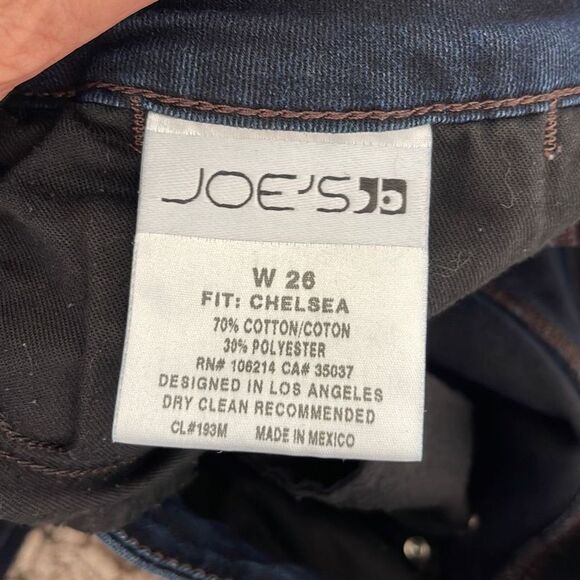 JOE'S
W 26
FIT: CHELSEA
70% COTTON/COTON
30% POLYESTER
RN# 106214 CA# 35037
DESIGNED IN LOS ANGELES
DRY CLEAN RECOMMENDED
CL#193M MADE IN MEXICO